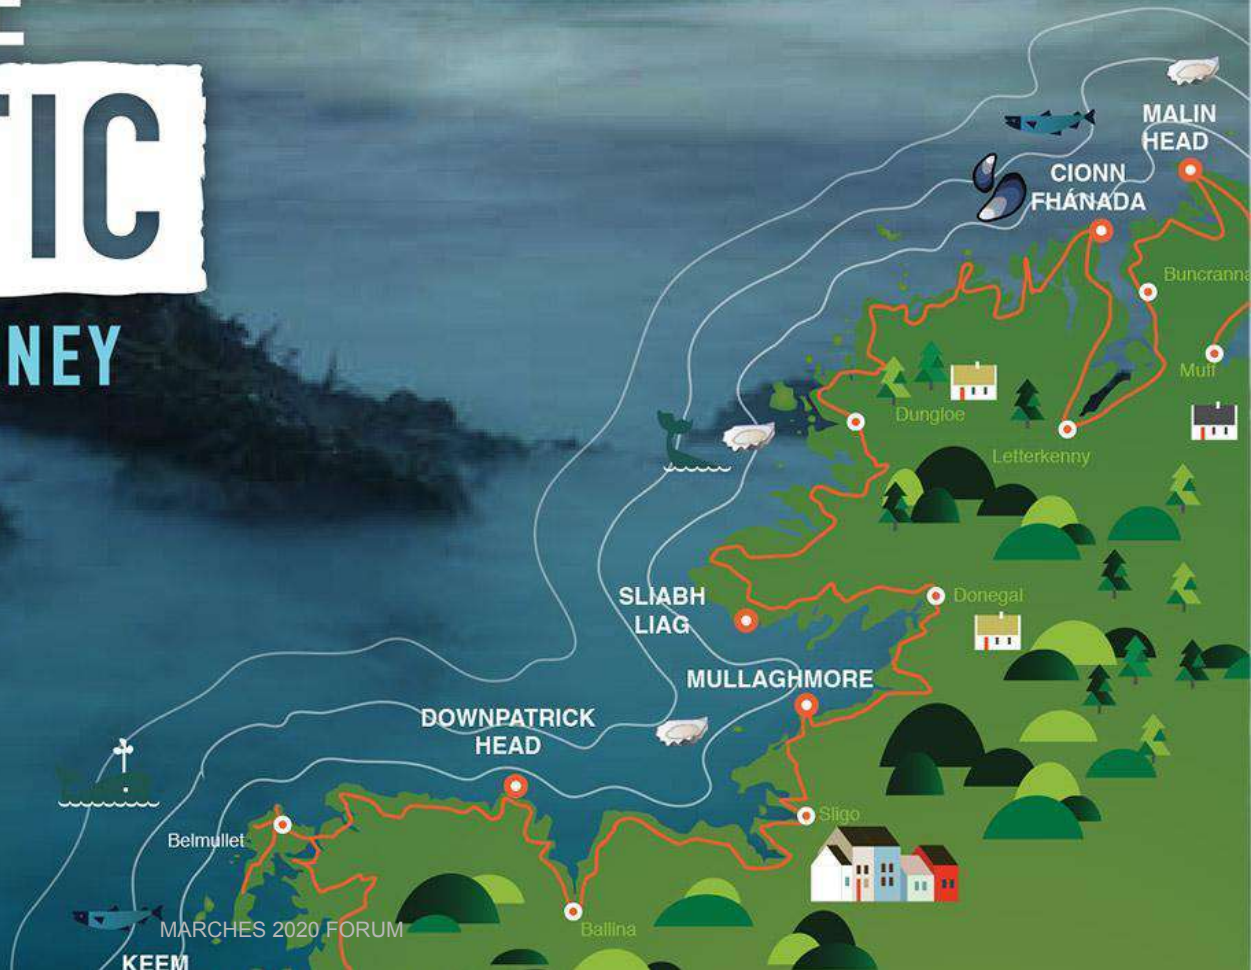 TIC
NEY
MALIN
HEAD
CIONN
FHÁNADA
Buncranna
Muff
Dungloe
Letterkenny
SLIABH
LIAG
Donegal
MULLAGHMORE
DOWNPATRICK
HEAD
Sligo
Belmullet
Ballina
MARCHES 2020 FORUM
KEEM